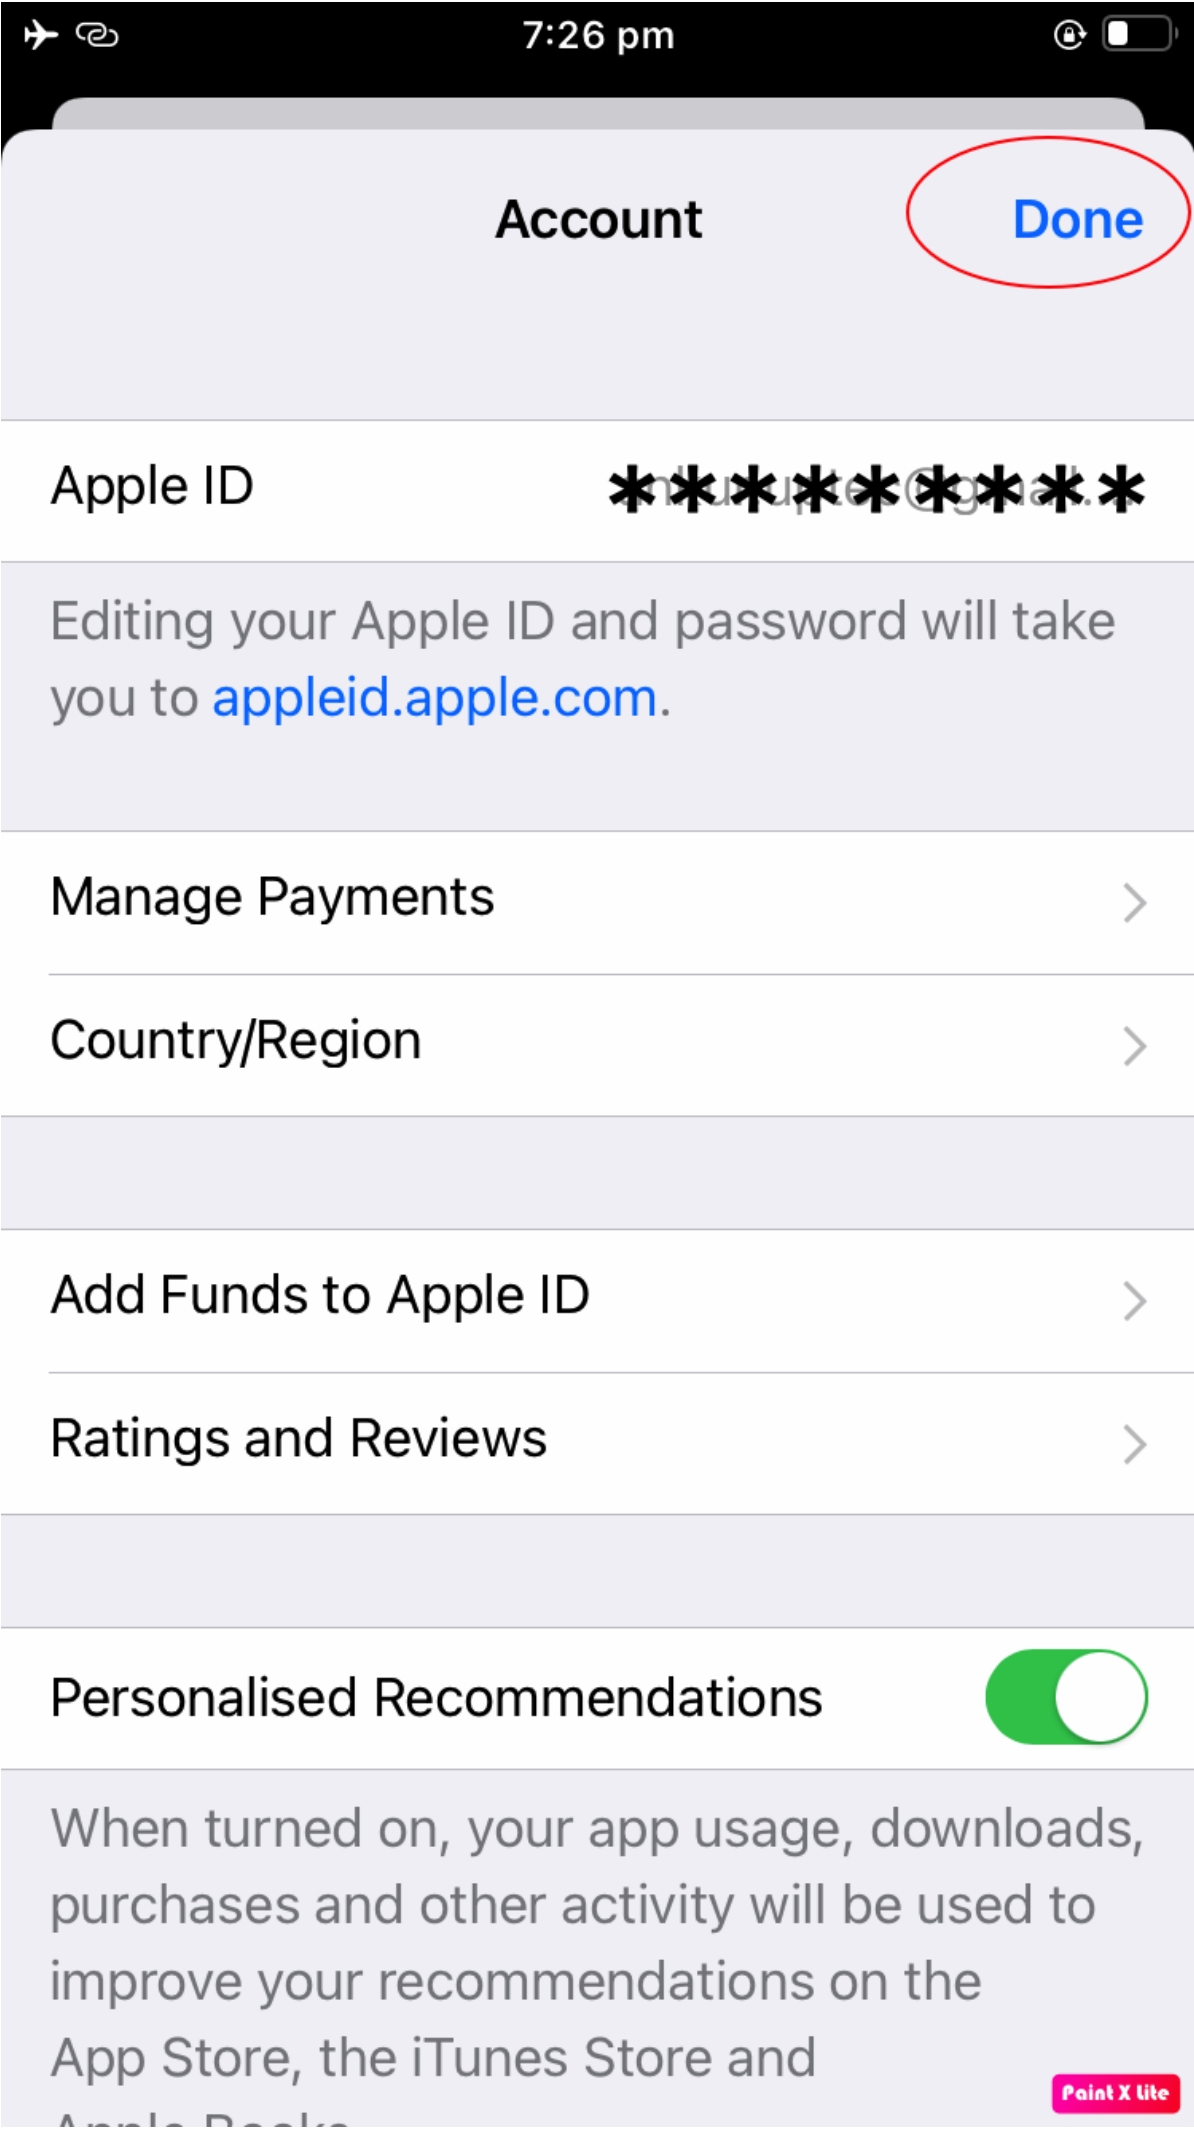 7:26 pm
Account
Done
Apple ID
*********
Editing your Apple ID and password will take
you to appleid.apple.com.
Manage Payments
Country/Region
Add Funds to Apple ID
Ratings and Reviews
Personalised Recommendations
When turned on, your app usage, downloads,
purchases and other activity will be used to
improve your recommendations on the
App Store, the iTunes Store and
Apple Books
Paint X lite